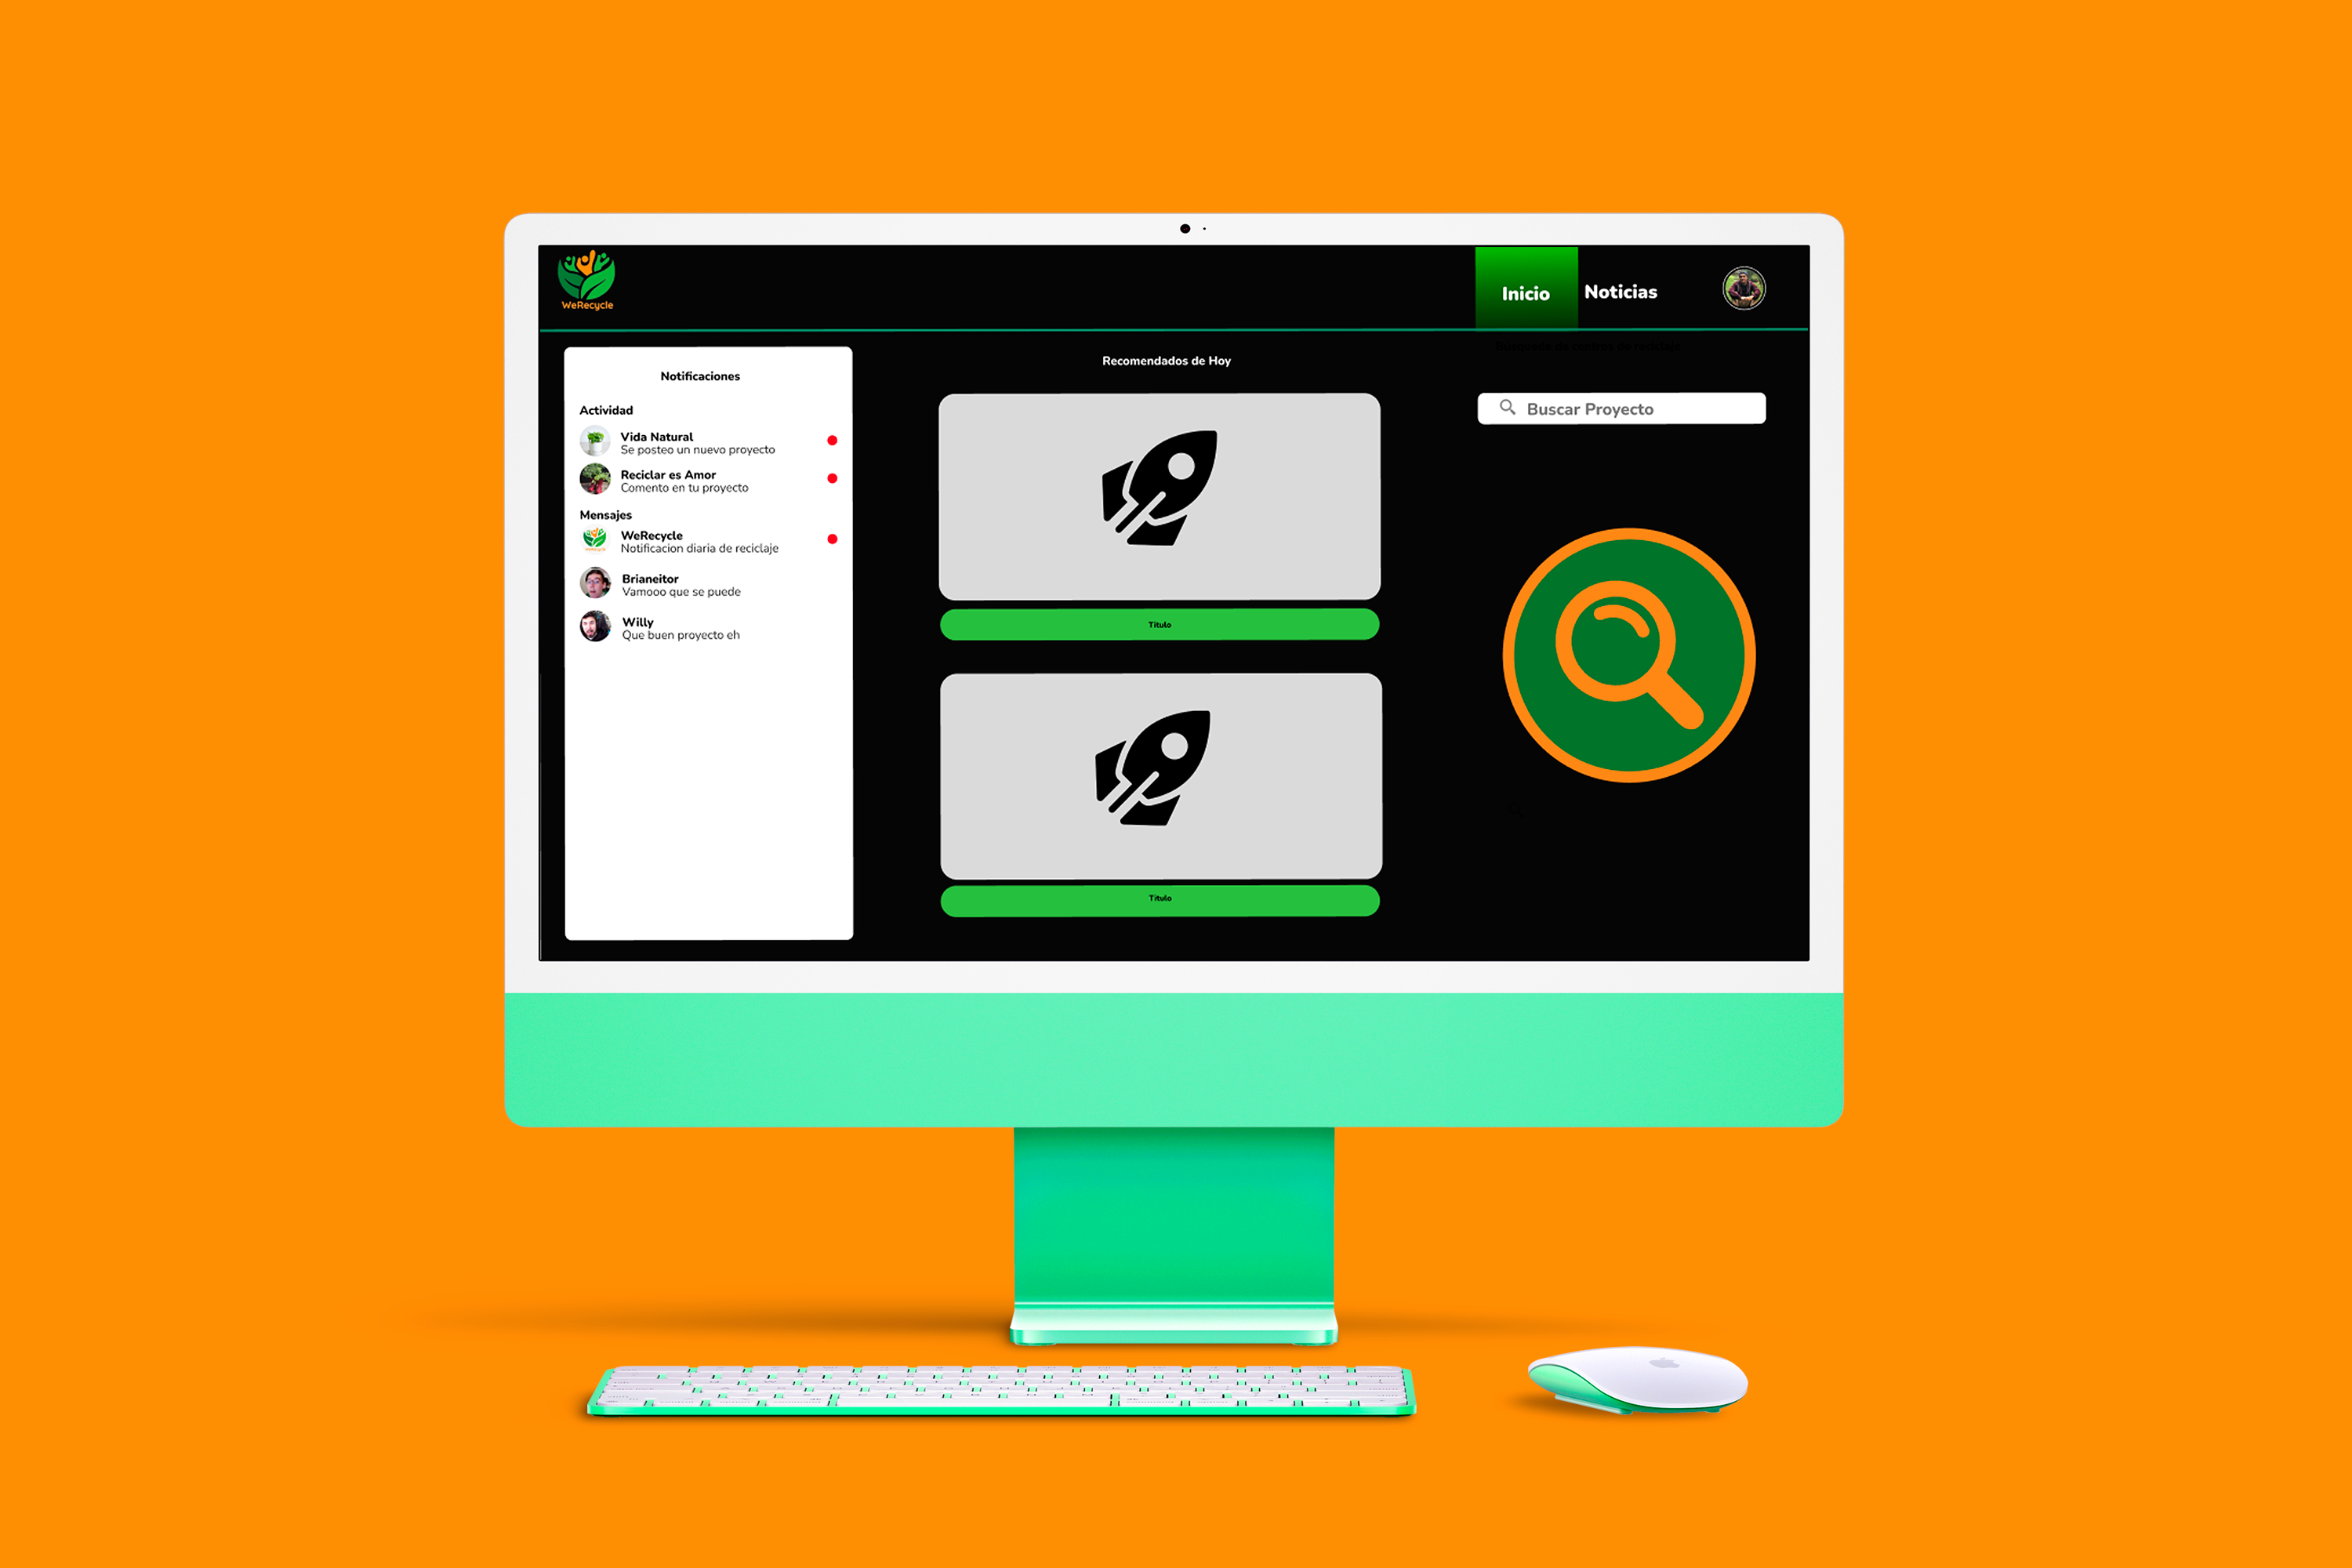 WeRecycle
Inicio
Noticias
Notificaciones
Actividad
Vida Natural
Se posteo un nuevo proyecto
Reciclar es Amor
Comento en tu proyecto
Mensajes
WeRecycle
Notificacion diaria de reciclaje
Brianeitor
Vamooo que se puede
Willy
Que buen proyecto eh
Recomendados de Hoy
Titulo
Titulo
Buscar Proyecto